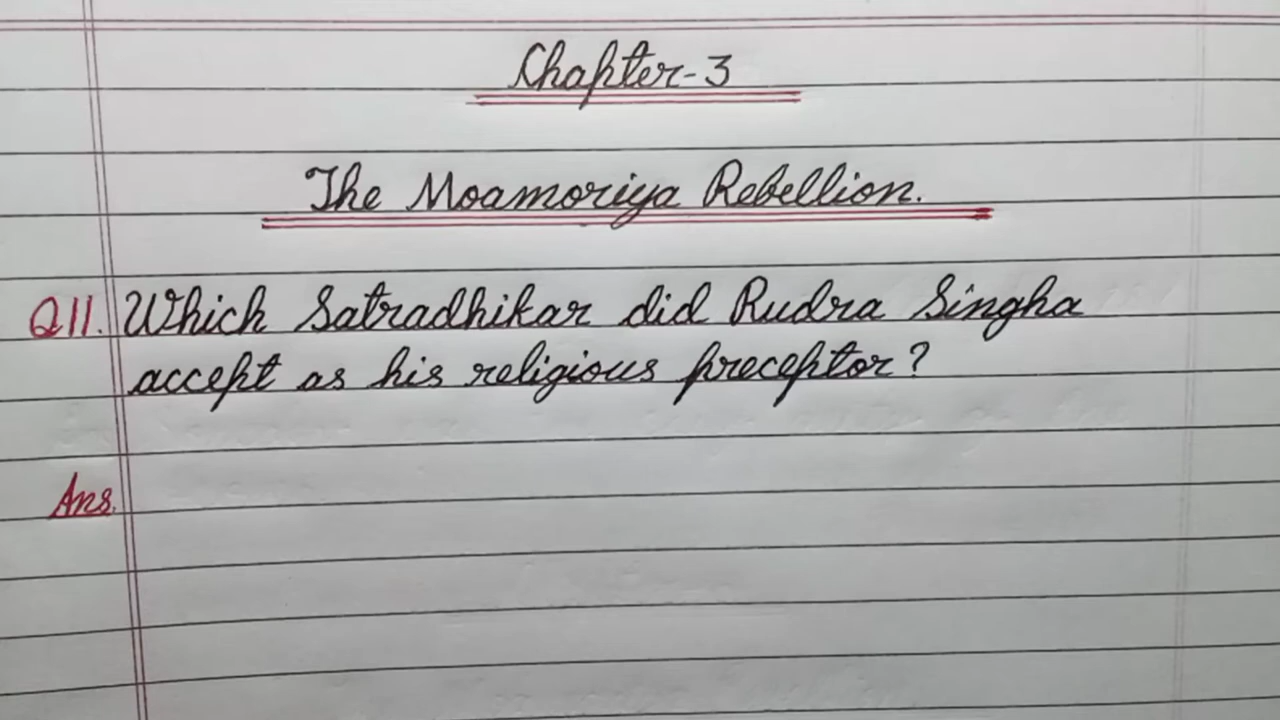 Chapter-3
The Moamoriya Rebellion.
Q11. Which Satradhikar did Rudra Singha
accept as his religious preceptor?
Ans.